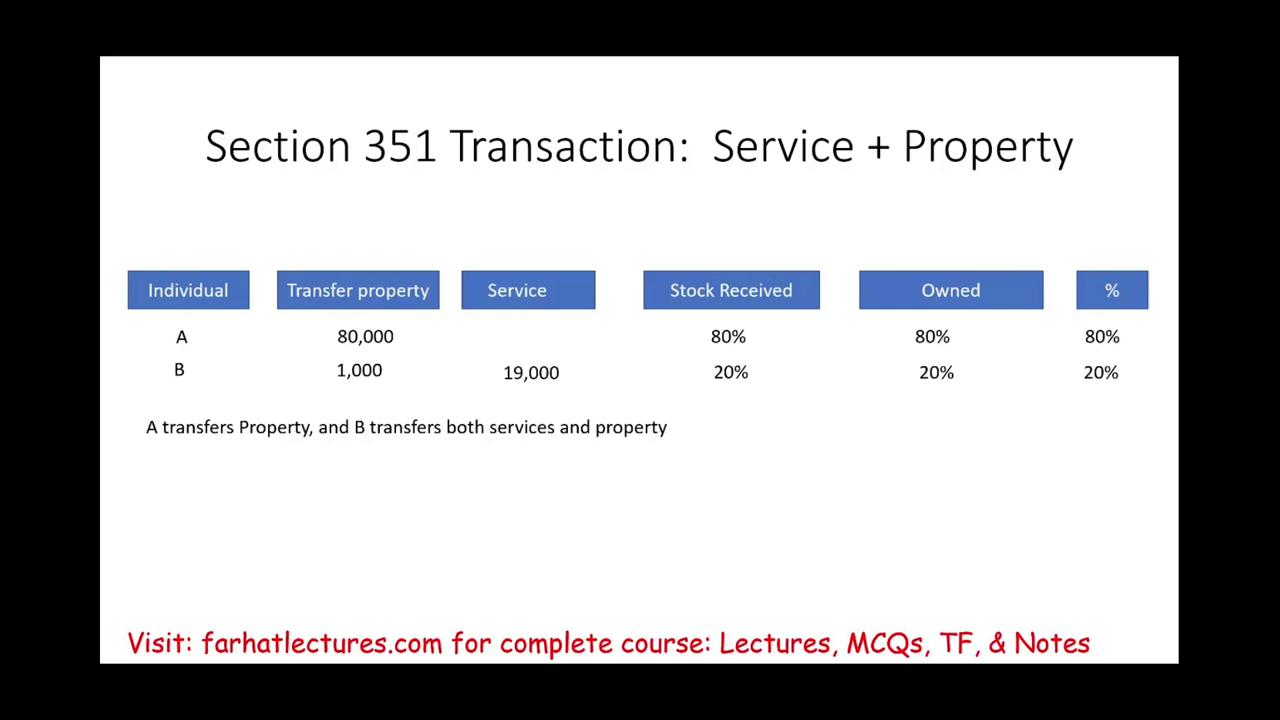 Section 351 Transaction: Service + Property
Individual Transfer property Service Stock Received Owned %
A 80,000 80% 80% 80%
B 1,000 19,000 20% 20% 20%
A transfers Property, and B transfers both services and property
Visit: farhatlectures.com for complete course: Lectures, MCQs, TF, & Notes